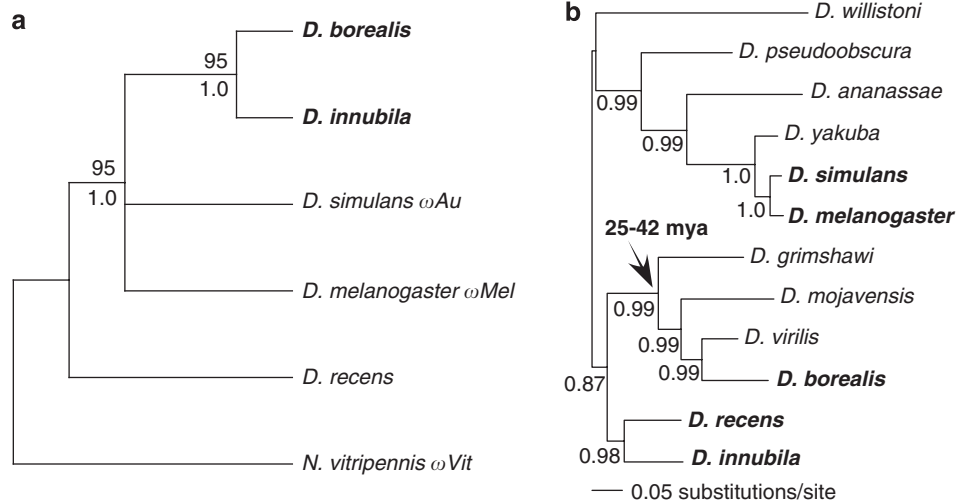 a
D. borealis
95
1.0
D. innubila
95
1.0
D. simulans ωAu
D. melanogaster ωMel
D. recens
N. vitripennis ωVit
b
D. willistoni
D. pseudoobscura
0.99
D. ananassae
0.99
D. yakuba
1.0
D. simulans
1.0
D. melanogaster
25-42 mya
D. grimshawi
0.99
D. mojavensis
0.99
D. virilis
0.99
D. borealis
0.87
D. recens
0.98
D. innubila
0.05 substitutions/site